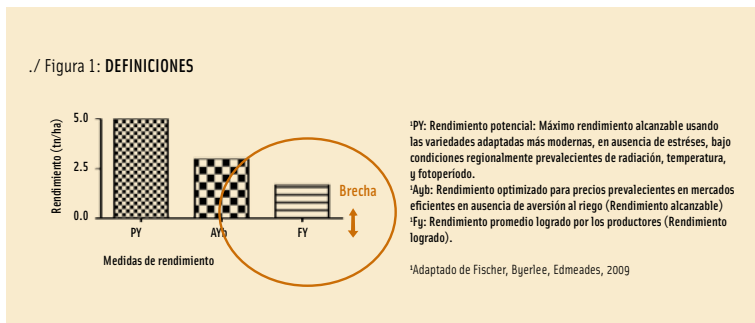 ./ Figura 1: DEFINICIONES
5.0
2.5
0.0
Rendimiento (tn/ha)
PY
AYb
FY
Medidas de rendimiento
Brecha
¹PY: Rendimiento potencial: Máximo rendimiento alcanzable usando
las variedades adaptadas más modernas, en ausencia de estréses, bajo
condiciones regionalmente prevalecientes de radiación, temperatura,
y fotoperíodo.
¹Ayb: Rendimiento optimizado para precios prevalecientes en mercados
eficientes en ausencia de aversión al riego (Rendimiento alcanzable)
¹Fy: Rendimiento promedio logrado por los productores (Rendimiento
logrado).
¹Adaptado de Fischer, Byerlee, Edmeades, 2009